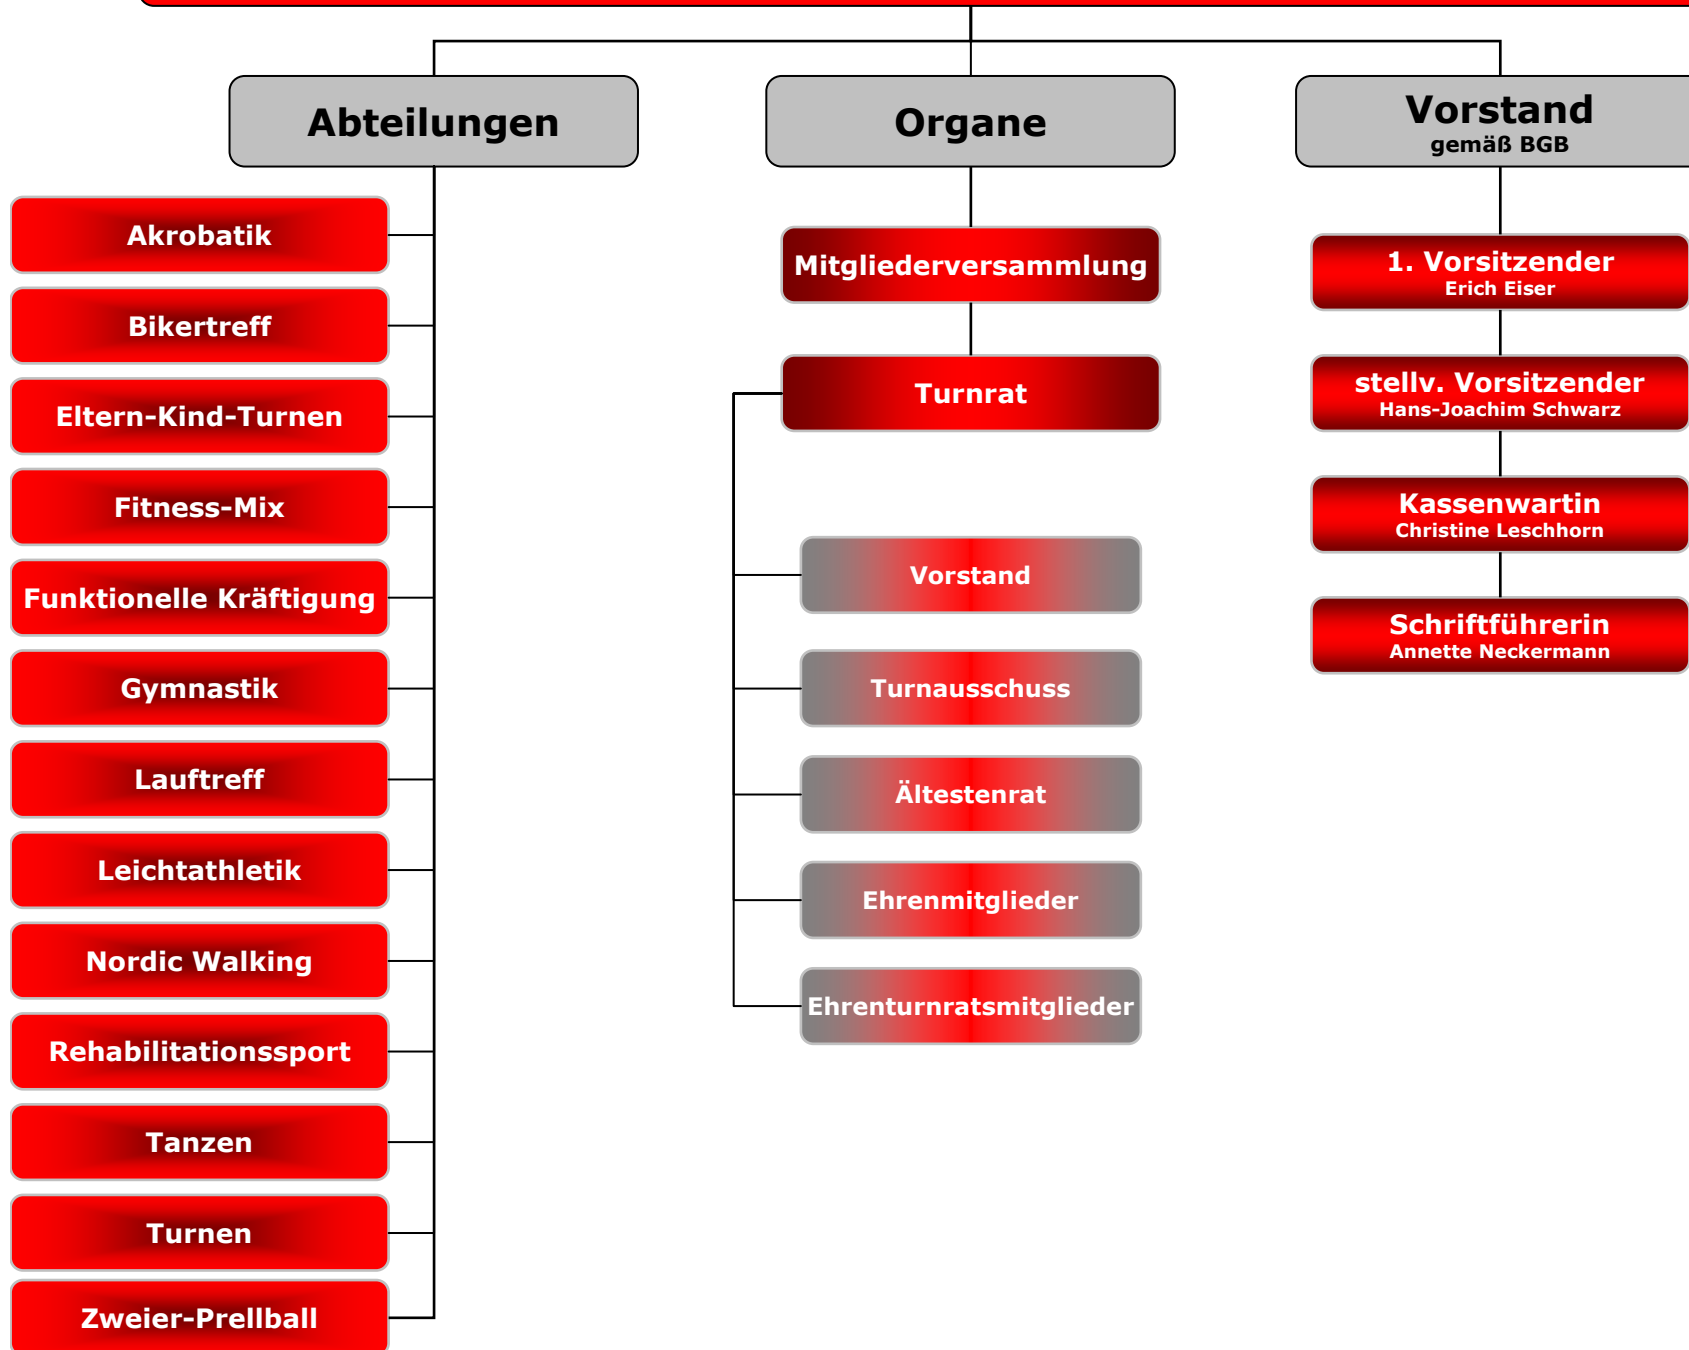 Abteilungen
Akrobatik
Bikertreff
Eltern-Kind-Turnen
Fitness-Mix
Funktionelle Kräftigung
Gymnastik
Lauftreff
Leichtathletik
Nordic Walking
Rehabilitationssport
Tanzen
Turnen
Zweier-Prellball
Organe
Mitgliederversammlung
Turnrat
Vorstand
Turnausschuss
Ältestenrat
Ehrenmitglieder
Ehrenturnratsmitglieder
Vorstand
gemäß BGB
1. Vorsitzender
Erich Eiser
stellv. Vorsitzender
Hans-Joachim Schwarz
Kassenwartin
Christine Leschhorn
Schriftführerin
Annette Neckermann